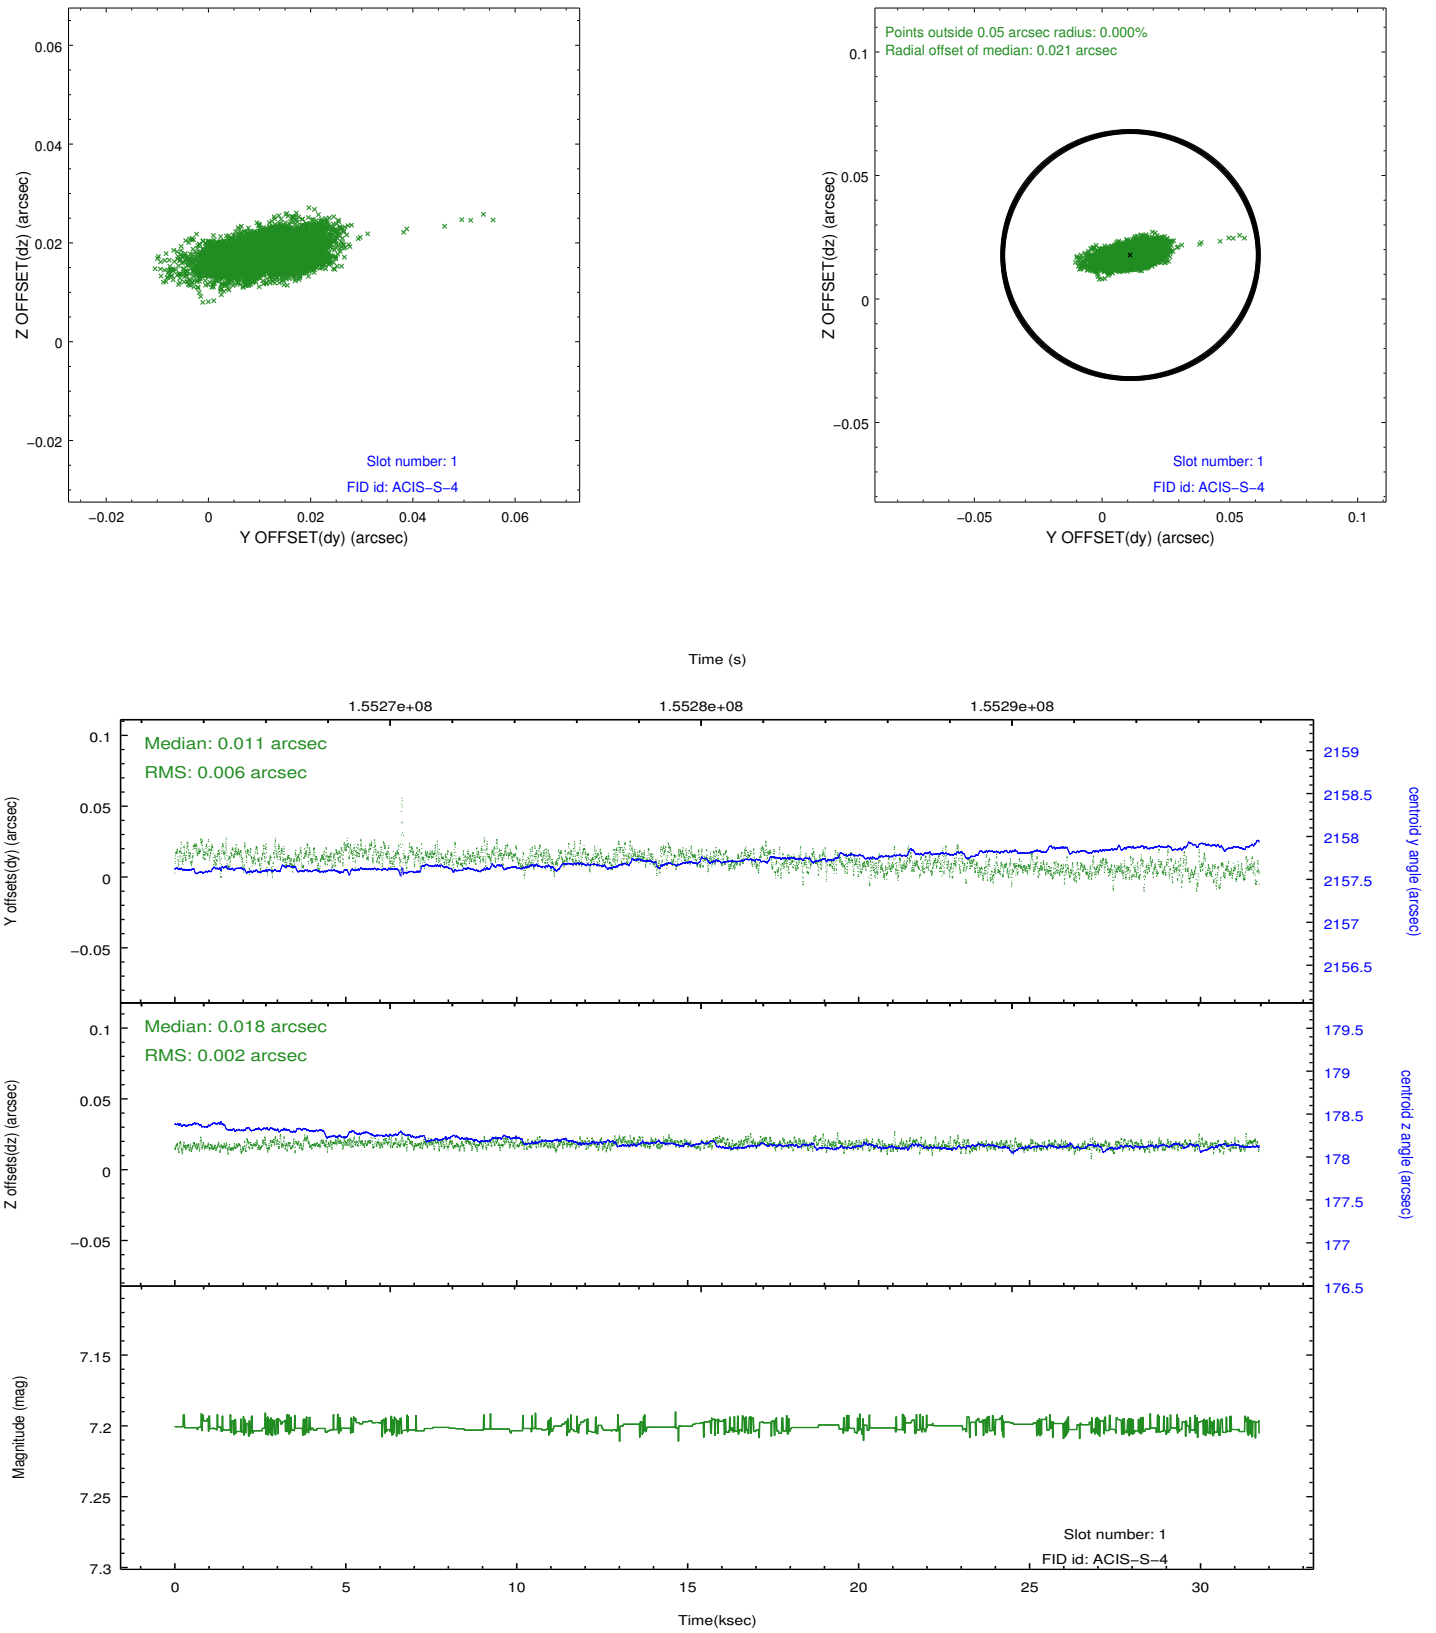 0.06
0.04
0.02
0
−0.02
Z OFFSET(dz) (arcsec)
Slot number: 1
FID id: ACIS−S−4
−0.02 0 0.02 0.04 0.06
Y OFFSET(dy) (arcsec)
Points outside 0.05 arcsec radius: 0.000%
Radial offset of median: 0.021 arcsec
0.1
0.05
0
−0.05
Z OFFSET(dz) (arcsec)
Slot number: 1
FID id: ACIS−S−4
−0.05 0 0.05 0.1
Y OFFSET(dy) (arcsec)
Time (s)
1.5527e+08 1.5528e+08 1.5529e+08
Median: 0.011 arcsec
RMS: 0.006 arcsec
0.1
0.05
0
−0.05
Y offsets(dy) (arcsec)
2159
2158.5
2158
2157.5
2157
2156.5
centroid y angle (arcsec)
Median: 0.018 arcsec
RMS: 0.002 arcsec
0.1
0.05
0
−0.05
Z offsets(dz) (arcsec)
179.5
179
178.5
178
177.5
177
176.5
centroid z angle (arcsec)
7.15
7.2
7.25
7.3
Magnitude (mag)
Slot number: 1
FID id: ACIS−S−4
0 5 10 15 20 25 30
Time(ksec)